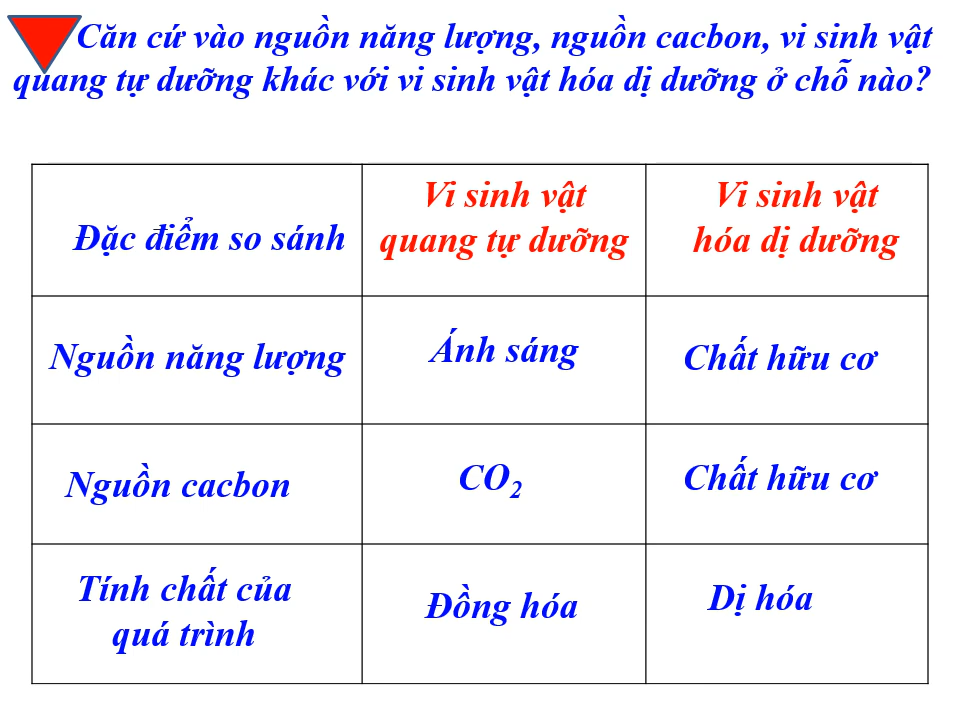 Căn cứ vào nguồn năng lượng, nguồn cacbon, vi sinh vật
quang tự dưỡng khác với vi sinh vật hóa dị dưỡng ở chỗ nào?
Đặc điểm so sánh
Vi sinh vật
quang tự dưỡng
Vi sinh vật
hóa dị dưỡng
Nguồn năng lượng
Ánh sáng
Chất hữu cơ
Nguồn cacbon
CO₂
Chất hữu cơ
Tính chất của
quá trình
Đồng hóa
Dị hóa